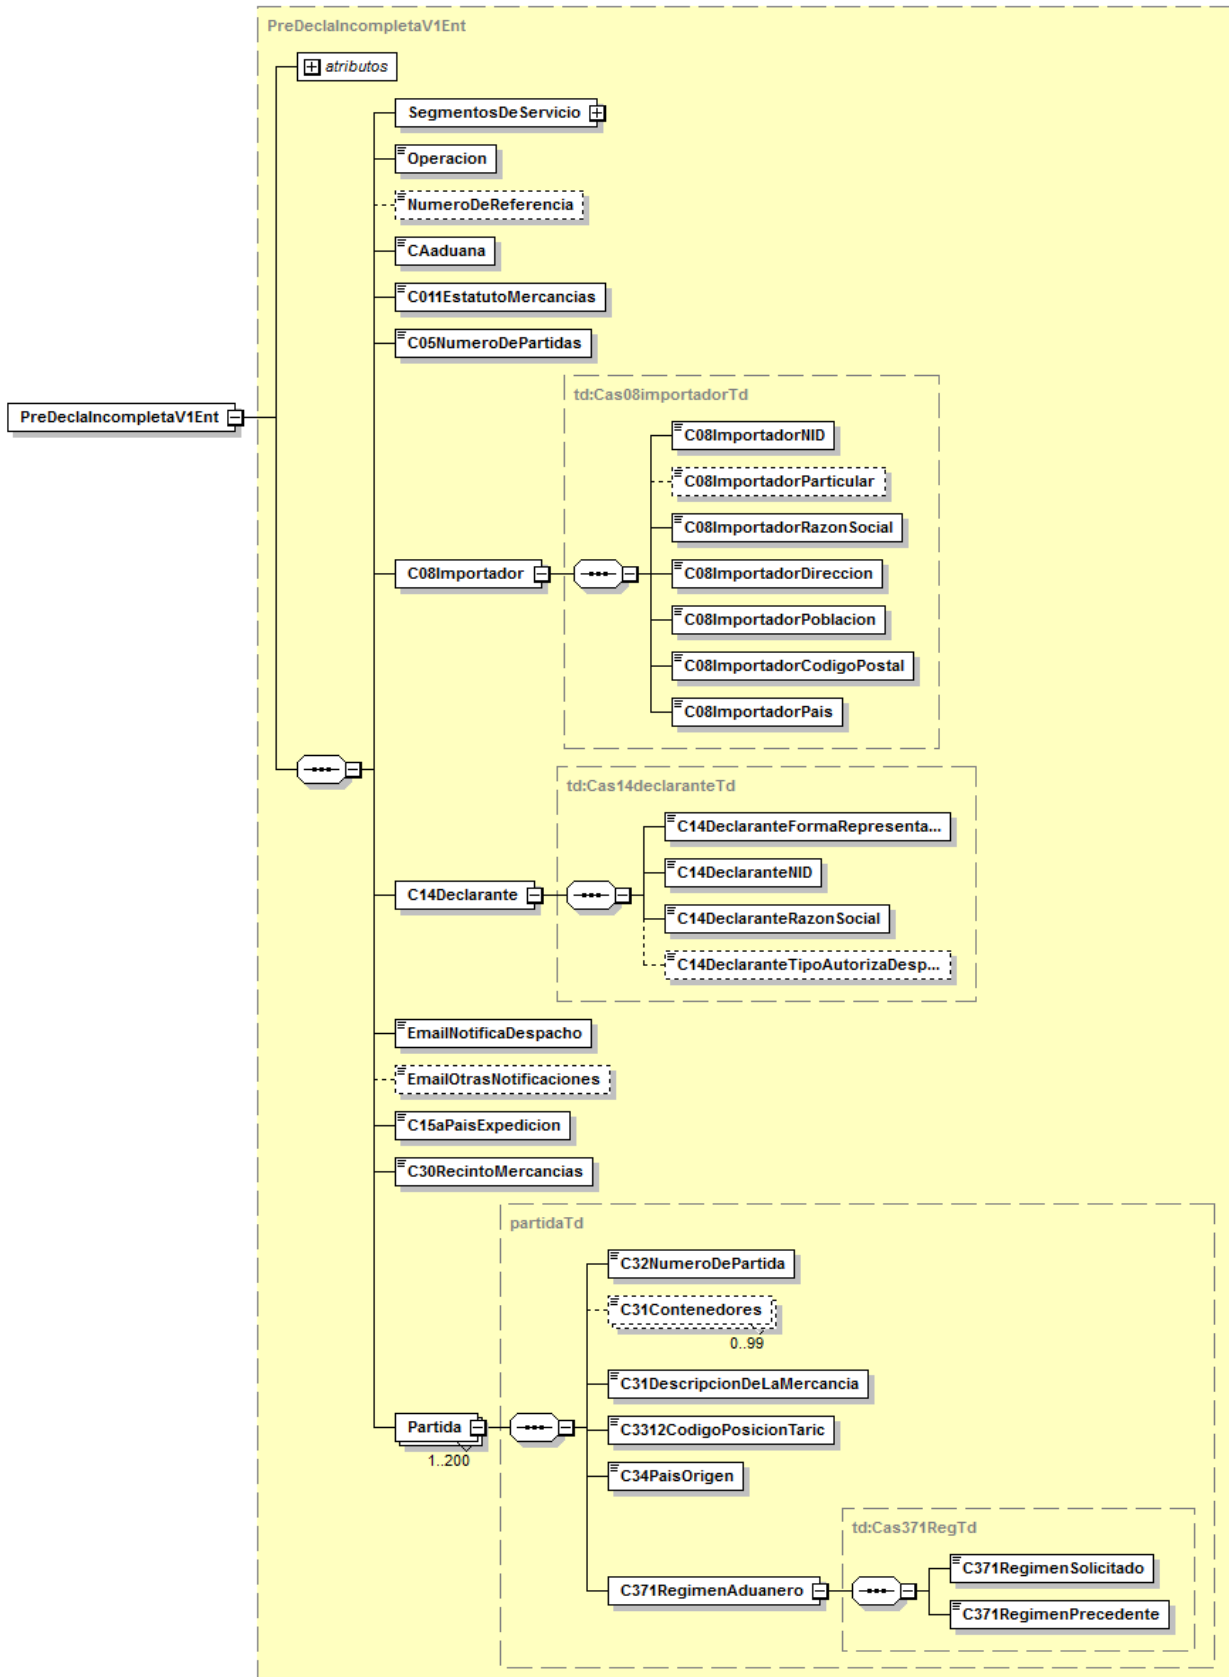 PreDeclaIncompletaV1Ent
atributos
SegmentosDeServicio
Operacion
NumeroDeReferencia
CAaduana
C011EstatutoMercancias
C05NumeroDePartidas
PreDeclaIncompletaV1Ent
td:Cas08importadorTd
C08ImportadorNID
C08ImportadorParticular
C08ImportadorRazonSocial
C08Importador
C08ImportadorDireccion
C08ImportadorPoblacion
C08ImportadorCodigoPostal
C08ImportadorPais
td:Cas14declaranteTd
C14DeclaranteFormaRepresenta...
C14DeclaranteNID
C14Declarante
C14DeclaranteRazonSocial
C14DeclaranteTipoAutorizaDesp...
EmailNotificaDespacho
EmailOtrasNotificaciones
C15aPaisExpedicion
C30RecintoMercancias
partidaTd
C32NumeroDePartida
C31Contenedores
0..99
C31DescripcionDeLaMercancia
Partida
1..200
C3312CodigoPosicionTaric
C34PaisOrigen
td:Cas371RegTd
C371RegimenSolicitado
C371RegimenAduanero
C371RegimenPrecedente